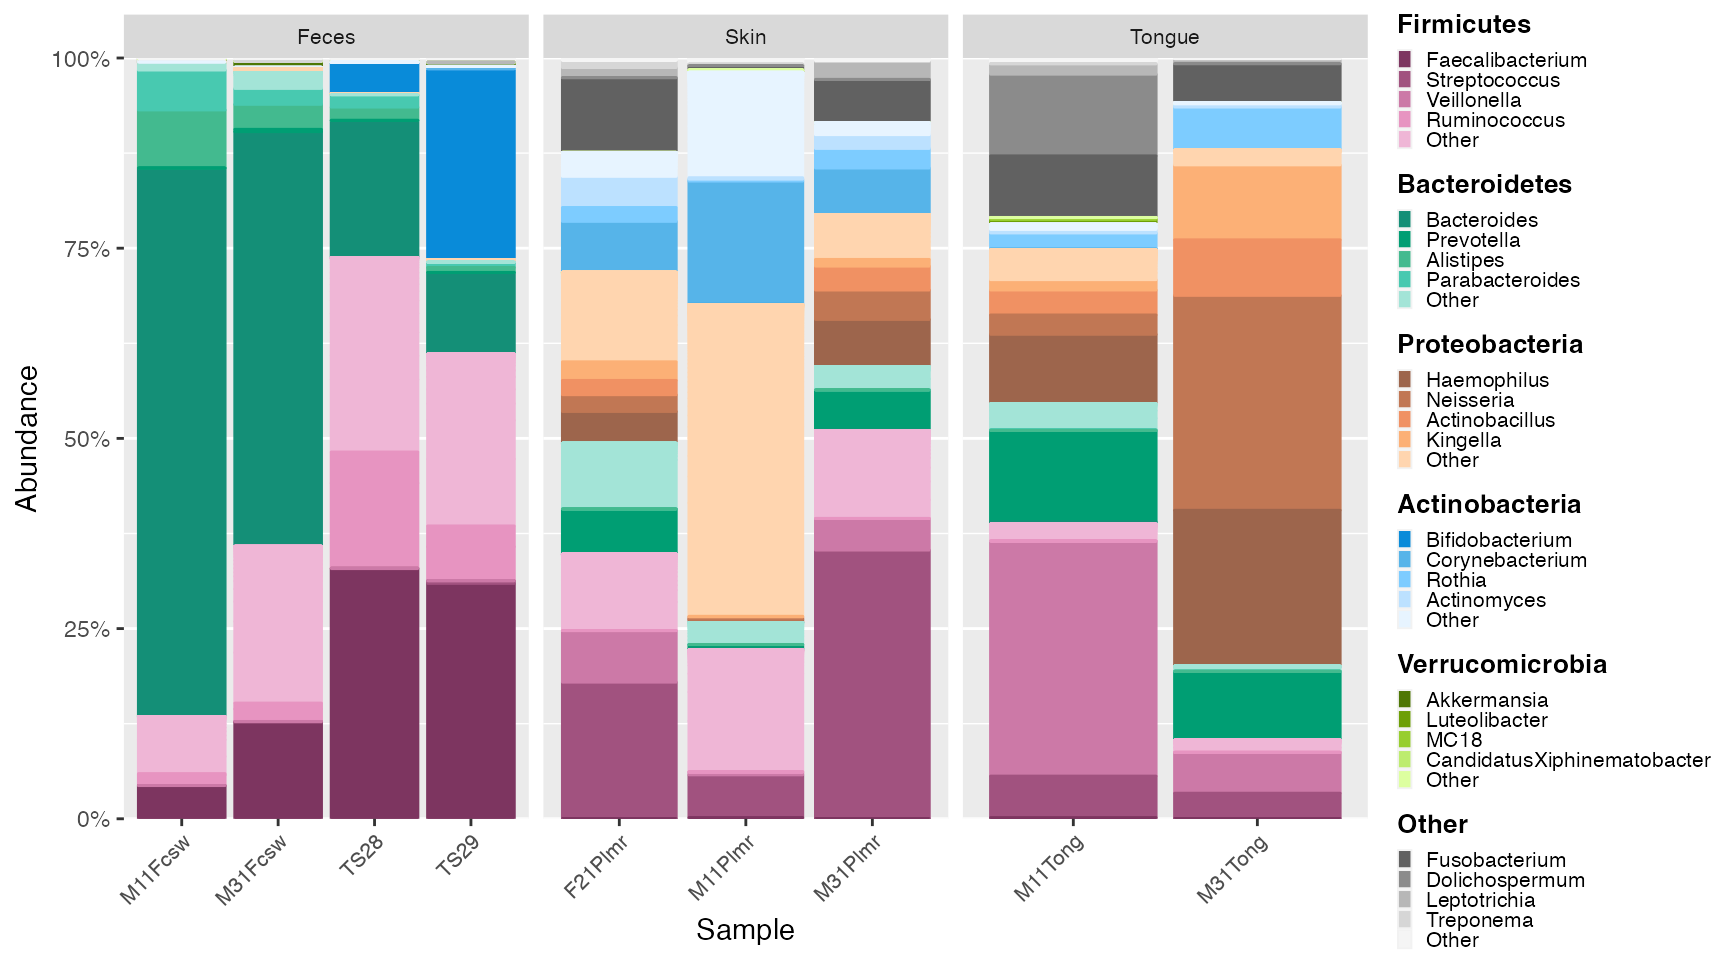 Feces
Skin
Tongue
Abundance
100%
75%
50%
25%
0%
M11Fcsw
M31Fcsw
TS28
TS29
F21Plmr
M11Plmr
M31Plmr
M11Tong
M31Tong
Sample
Firmicutes
Faecalibacterium
Streptococcus
Veillonella
Ruminococcus
Other
Bacteroidetes
Bacteroides
Prevotella
Alistipes
Parabacteroides
Other
Proteobacteria
Haemophilus
Neisseria
Actinobacillus
Kingella
Other
Actinobacteria
Bifidobacterium
Corynebacterium
Rothia
Actinomyces
Other
Verrucomicrobia
Akkermansia
Luteolibacter
MC18
CandidatusXiphinematobacter
Other
Other
Fusobacterium
Dolichospermum
Leptotrichia
Treponema
Other